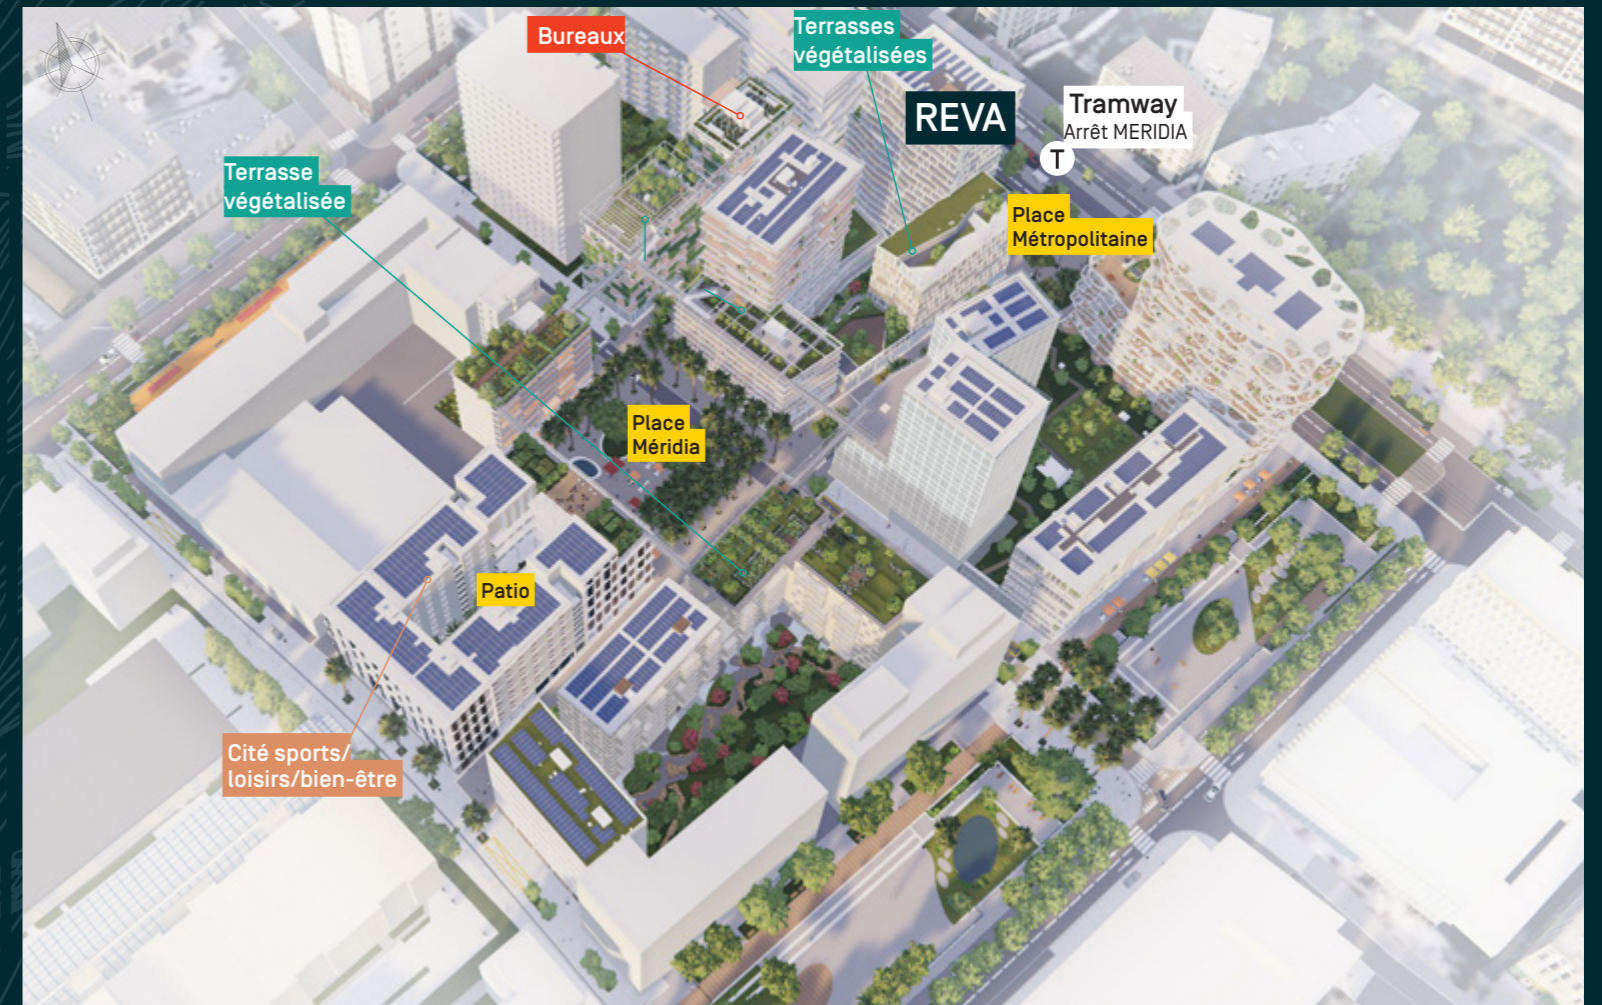 Bureaux
Terrasses
végétalisées
REVA
Tramway
Arrêt MERIDIA
T
Terrasse
végétalisée
Place
Métropolitaine
Place
Méridia
Patio
Cité sports/
loisirs/bien-être